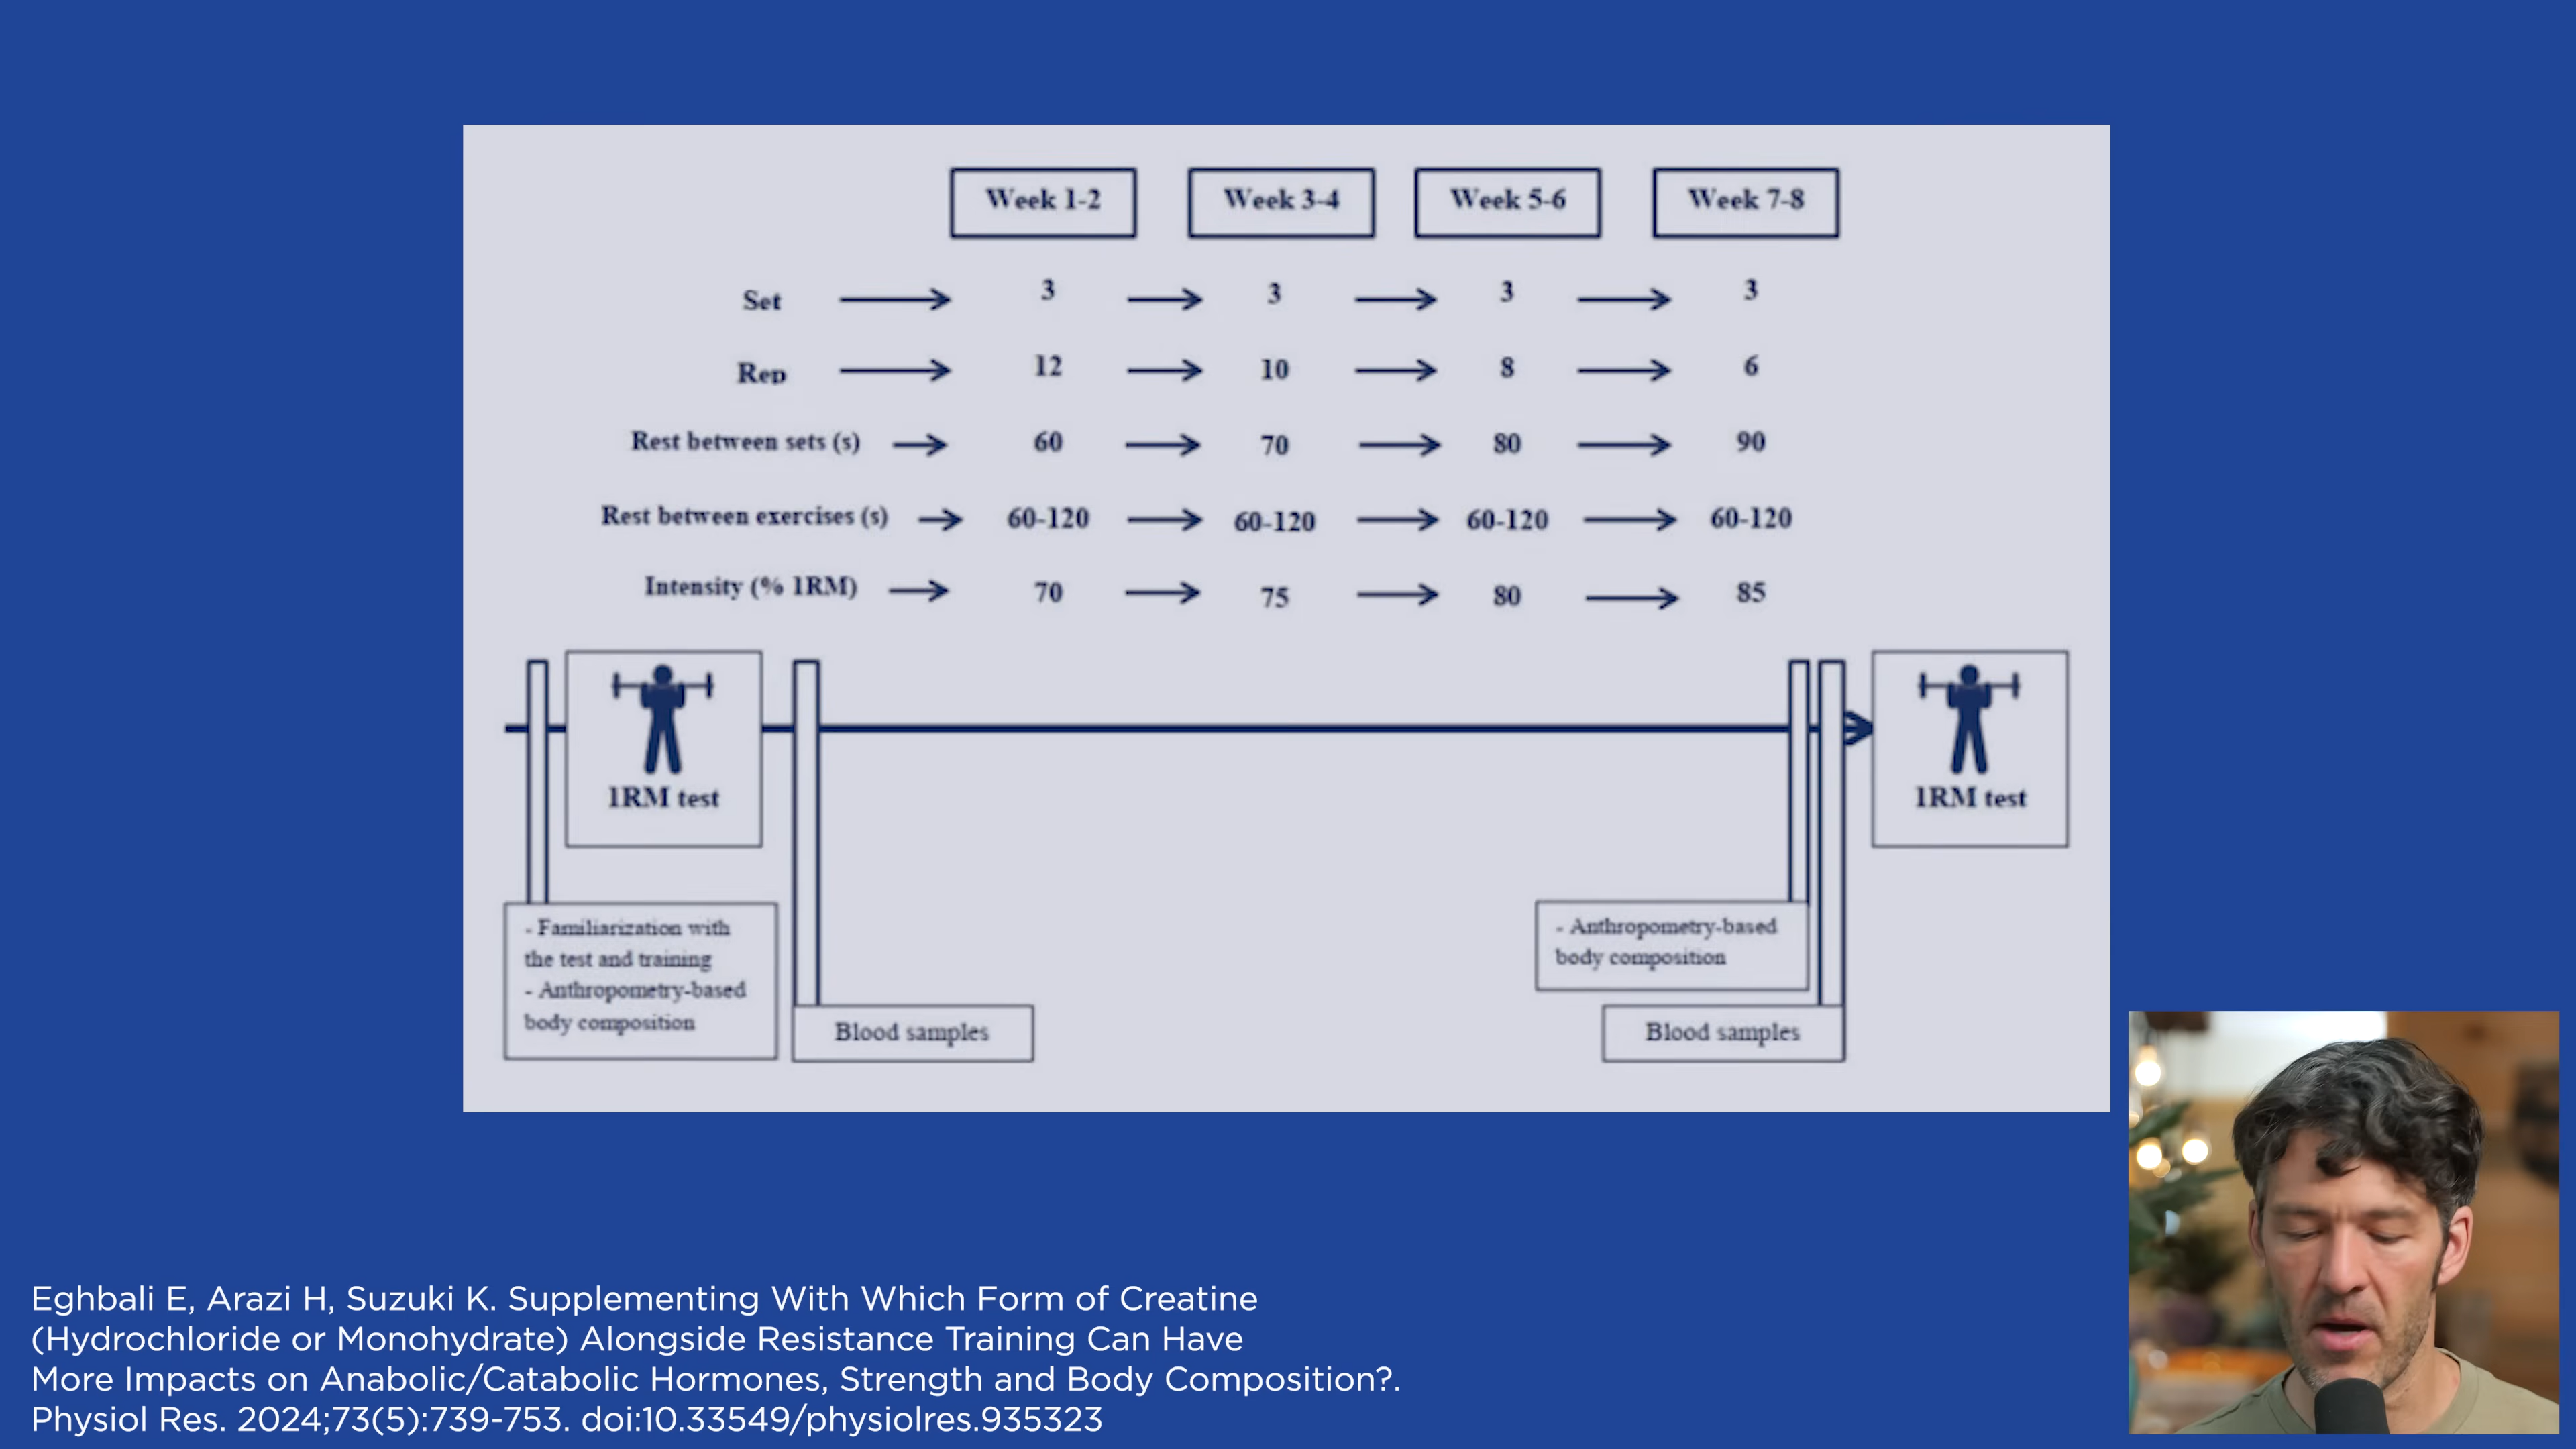 Week 1-2 Week 3-4 Week 5-6 Week 7-8
Set 3 3 3 3
Rep 12 10 8 6
Rest between sets (s) 60 70 80 90
Rest between exercises (s) 60-120 60-120 60-120 60-120
Intensity (% 1RM) 70 75 80 85
1RM test
1RM test
- Familiarization with
the test and training
- Anthropometry-based
body composition
Blood samples
- Anthropometry-based
body composition
Blood samples
Eghbali E, Arazi H, Suzuki K. Supplementing With Which Form of Creatine
(Hydrochloride or Monohydrate) Alongside Resistance Training Can Have
More Impacts on Anabolic/Catabolic Hormones, Strength and Body Composition?.
Physiol Res. 2024;73(5):739-753. doi:10.33549/physiolres.935323